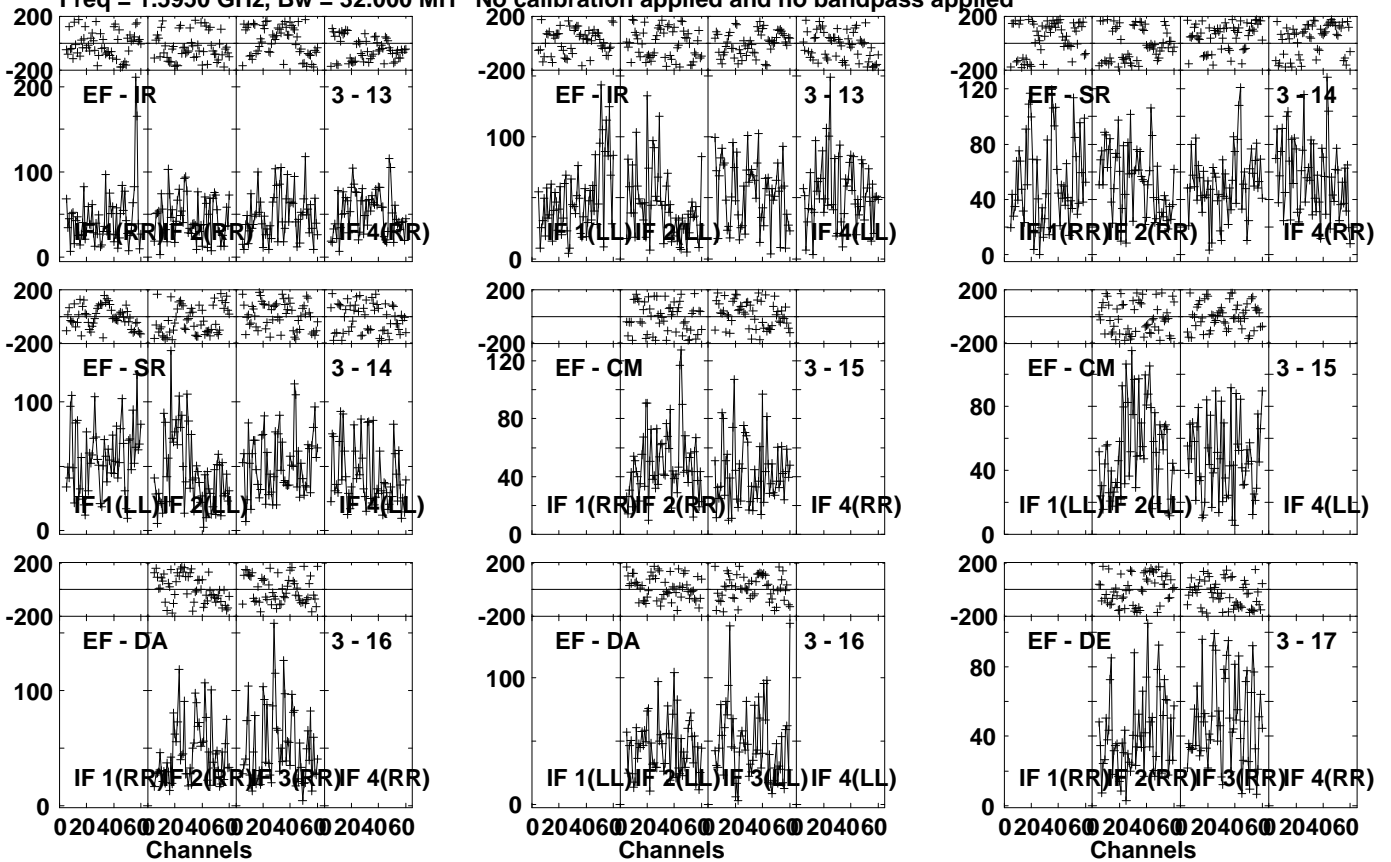 Freq = 1.5950 GHz, Bw = 32.000 MH No calibration applied and no bandpass applied
200
-200
200
100
0
EF - IR
3 - 13
IF 1(RR)
IF 2(RR)
IF 4(RR)
200
-200
100
0
EF - IR
3 - 13
IF 1(LL)
IF 2(LL)
IF 4(LL)
200
-200
120
80
40
0
EF - SR
3 - 14
IF 1(RR)
IF 2(RR)
IF 4(RR)
200
-200
100
0
EF - SR
3 - 14
IF 1(LL)
IF 2(LL)
IF 4(LL)
200
-200
120
80
40
0
EF - CM
3 - 15
IF 1(RR)
IF 2(RR)
IF 4(RR)
200
-200
80
40
0
EF - CM
3 - 15
IF 1(LL)
IF 2(LL)
IF 4(LL)
200
-200
100
0
EF - DA
3 - 16
IF 1(RR)
IF 2(RR)
IF 3(RR)
IF 4(RR)
0 20 40 60 0 20 40 60 0 20 40 60 0 20 40 60
Channels
200
-200
100
0
EF - DA
3 - 16
IF 1(LL)
IF 2(LL)
IF 3(LL)
IF 4(LL)
0 20 40 60 0 20 40 60 0 20 40 60 0 20 40 60
Channels
200
-200
80
40
0
EF - DE
3 - 17
IF 1(RR)
IF 2(RR)
IF 3(RR)
IF 4(RR)
0 20 40 60 0 20 40 60 0 20 40 60 0 20 40 60
Channels